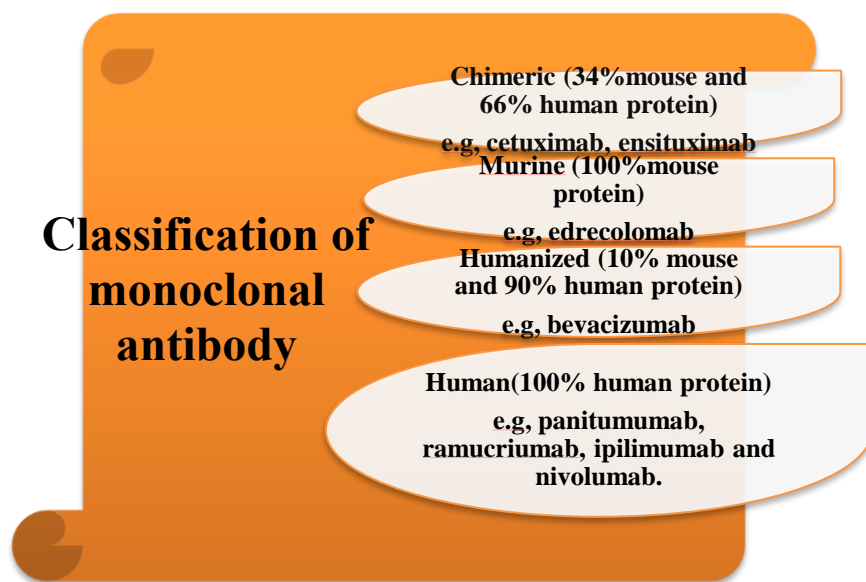 Classification of
monoclonal
antibody
Chimeric (34%mouse and
66% human protein)
e.g, cetuximab, ensituximab
Murine (100%mouse
protein)
e.g, edrecolomab
Humanized (10% mouse
and 90% human protein)
e.g, bevacizumab
Human(100% human protein)
e.g, panitumumab,
ramucriumab, ipilimumab and
nivolumab.